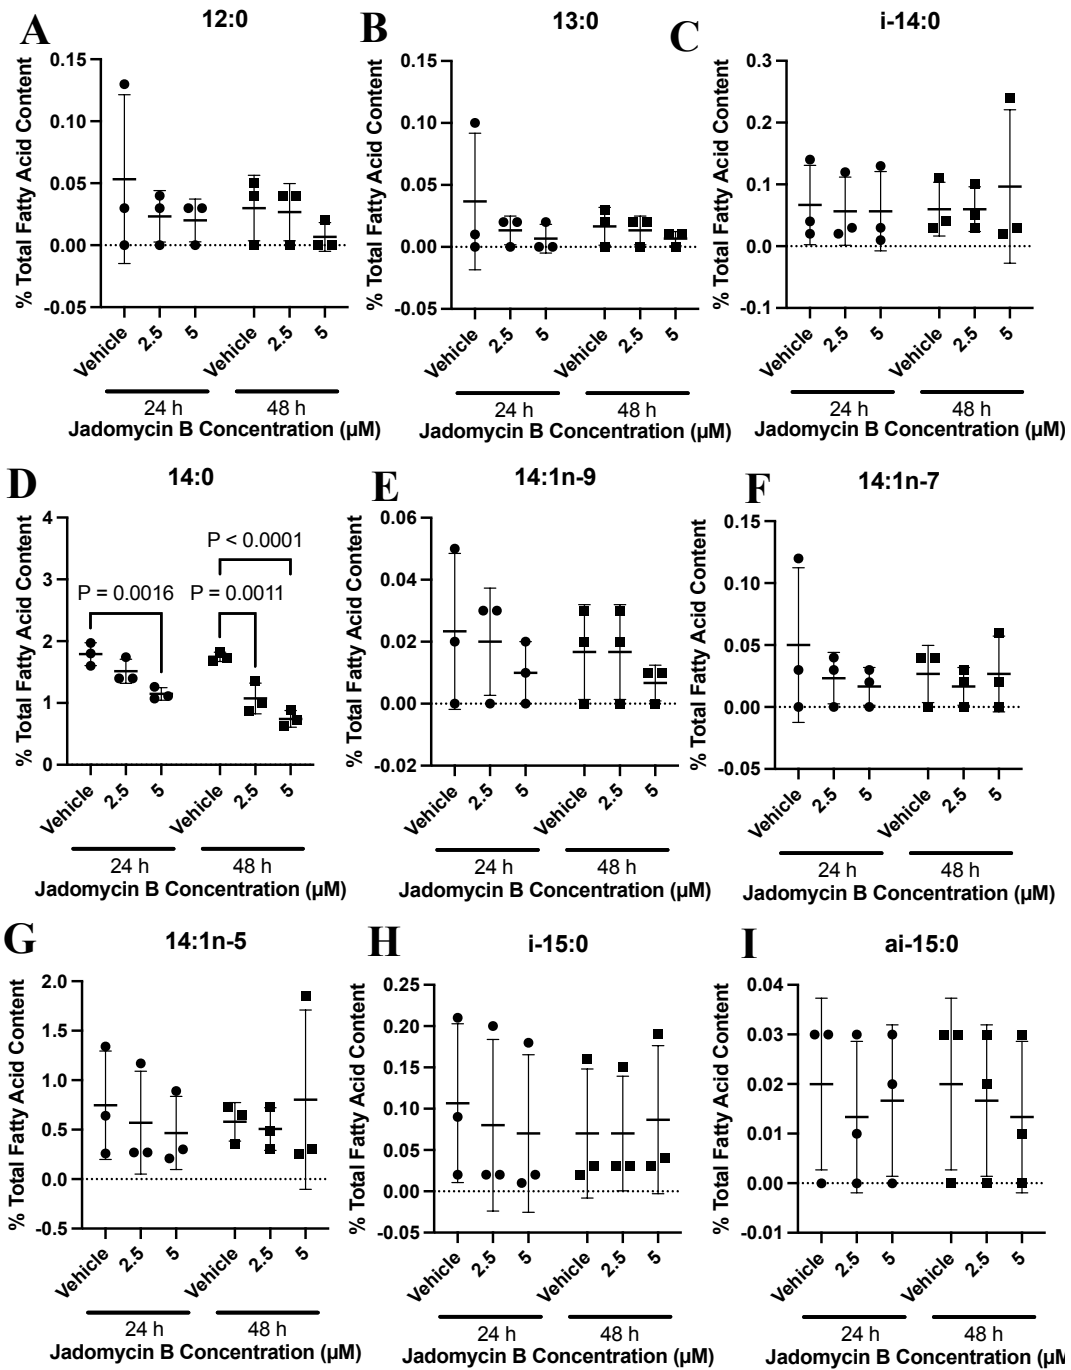 A 12:0
% Total Fatty Acid Content
0.15
0.10
0.05
0.00
-0.05
Vehicle 2.5 5 Vehicle 2.5 5
24 h 48 h
Jadomycin B Concentration (µM)
B 13:0
% Total Fatty Acid Content
0.15
0.10
0.05
0.00
-0.05
Vehicle 2.5 5 Vehicle 2.5 5
24 h 48 h
Jadomycin B Concentration (µM)
C i-14:0
% Total Fatty Acid Content
0.3
0.2
0.1
0.0
-0.1
Vehicle 2.5 5 Vehicle 2.5 5
24 h 48 h
Jadomycin B Concentration (µM)
D 14:0
% Total Fatty Acid Content
4
3
2
1
0
P < 0.0001
P = 0.0016 P = 0.0011
Vehicle 2.5 5 Vehicle 2.5 5
24 h 48 h
Jadomycin B Concentration (µM)
E 14:1n-9
% Total Fatty Acid Content
0.06
0.04
0.02
0.00
-0.02
Vehicle 2.5 5 Vehicle 2.5 5
24 h 48 h
Jadomycin B Concentration (µM)
F 14:1n-7
% Total Fatty Acid Content
0.15
0.10
0.05
0.00
-0.05
Vehicle 2.5 5 Vehicle 2.5 5
24 h 48 h
Jadomycin B Concentration (µM)
G 14:1n-5
% Total Fatty Acid Content
2.0
1.5
1.0
0.5
0.0
-0.5
Vehicle 2.5 5 Vehicle 2.5 5
24 h 48 h
Jadomycin B Concentration (µM)
H i-15:0
% Total Fatty Acid Content
0.25
0.20
0.15
0.10
0.05
0.00
-0.05
Vehicle 2.5 5 Vehicle 2.5 5
24 h 48 h
Jadomycin B Concentration (µM)
I ai-15:0
% Total Fatty Acid Content
0.04
0.03
0.02
0.01
0.00
-0.01
Vehicle 2.5 5 Vehicle 2.5 5
24 h 48 h
Jadomycin B Concentration (µM